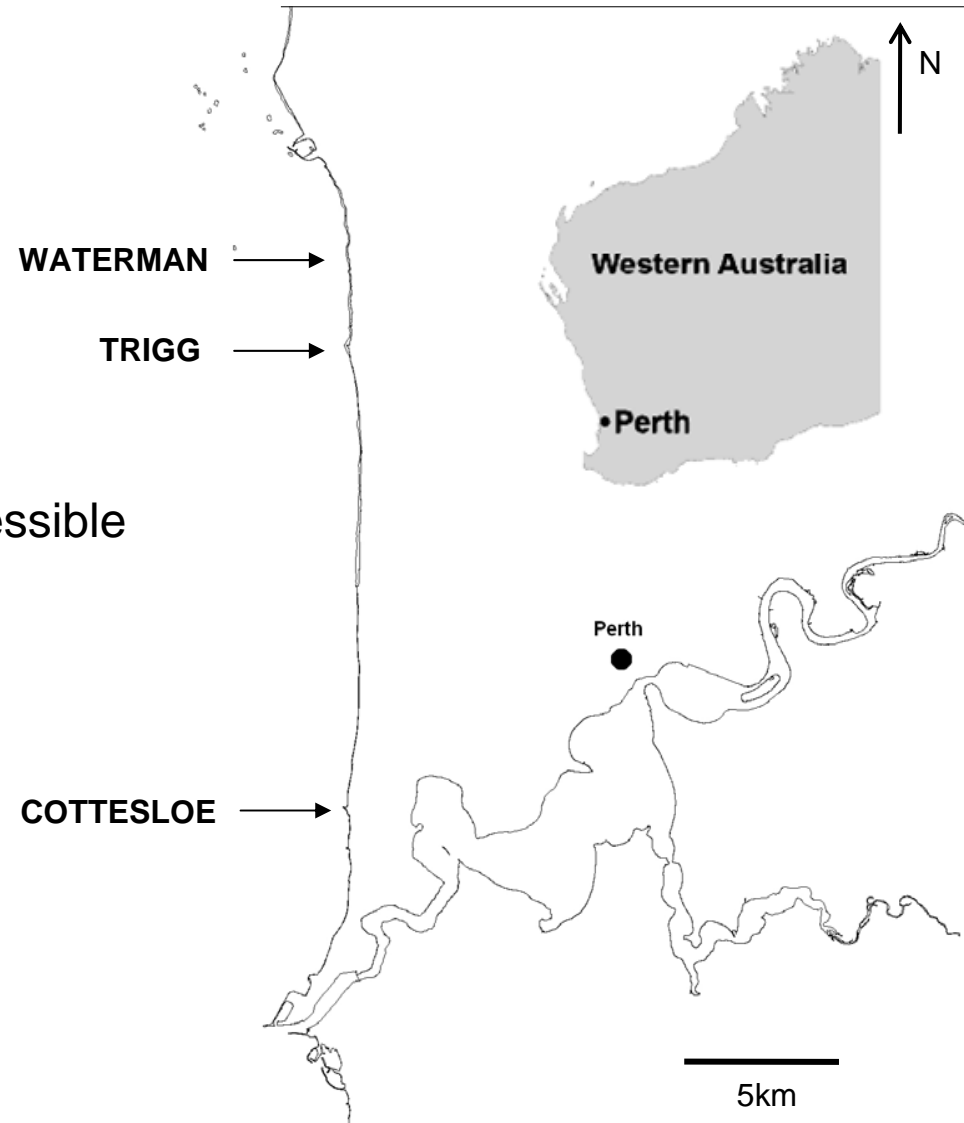 N
WATERMAN
Western Australia
TRIGG
Perth
essible
Perth
COTTESLOE
5km